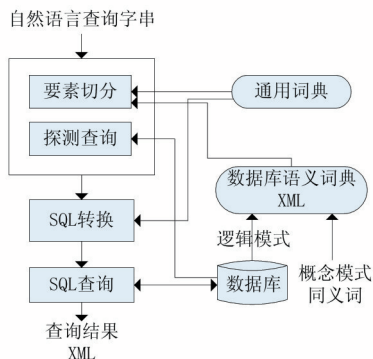 自然语言查询字串
要素切分
通用词典
探测查询
数据库语义词典
XML
SQL转换
逻辑模式
SQL查询
数据库
概念模式
同义词
查询结果
XML